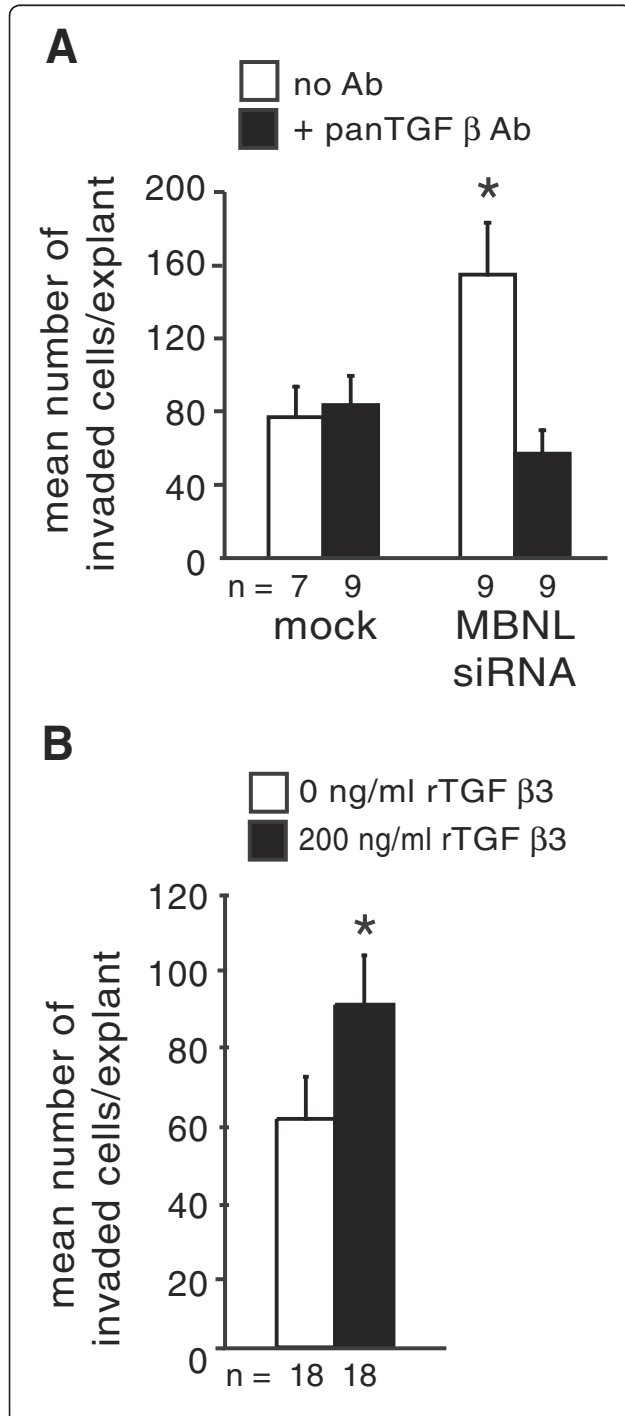 A
no Ab
+ panTGF β Ab
mean number of
invaded cells/explant
200
160
120
80
40
0
*
n = 7 9 9 9
mock
MBNL
siRNA
B
0 ng/ml rTGF β3
200 ng/ml rTGF β3
mean number of
invaded cells/explant
120
100
80
60
40
20
0
*
n = 18 18